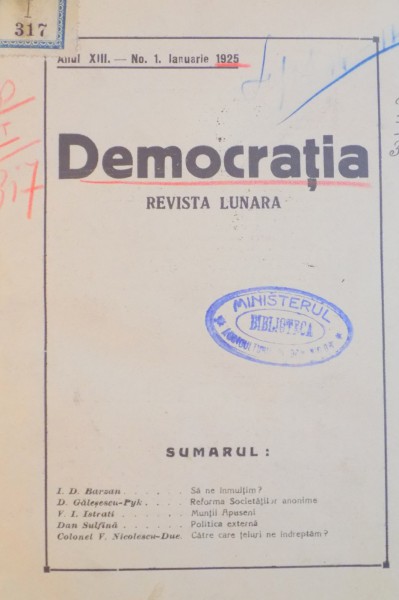 I
317
Anul XIII. — No. 1. Ianuarie 1925
Democrația
REVISTA LUNARA
MINISTERUL
BIBLIOTECA
SUMARUL :
I. D. Barzan . . . . . . Să ne înmulțim?
D. Gălășescu-Pyk . . . . Reforma Societăților anonime
V. I. Istrati . . . . . Munții Apuseni
Dan Sulfină . . . . . . Politica externă
Colonel V. Nicolescu-Due. Către care țeluri ne îndreptăm?